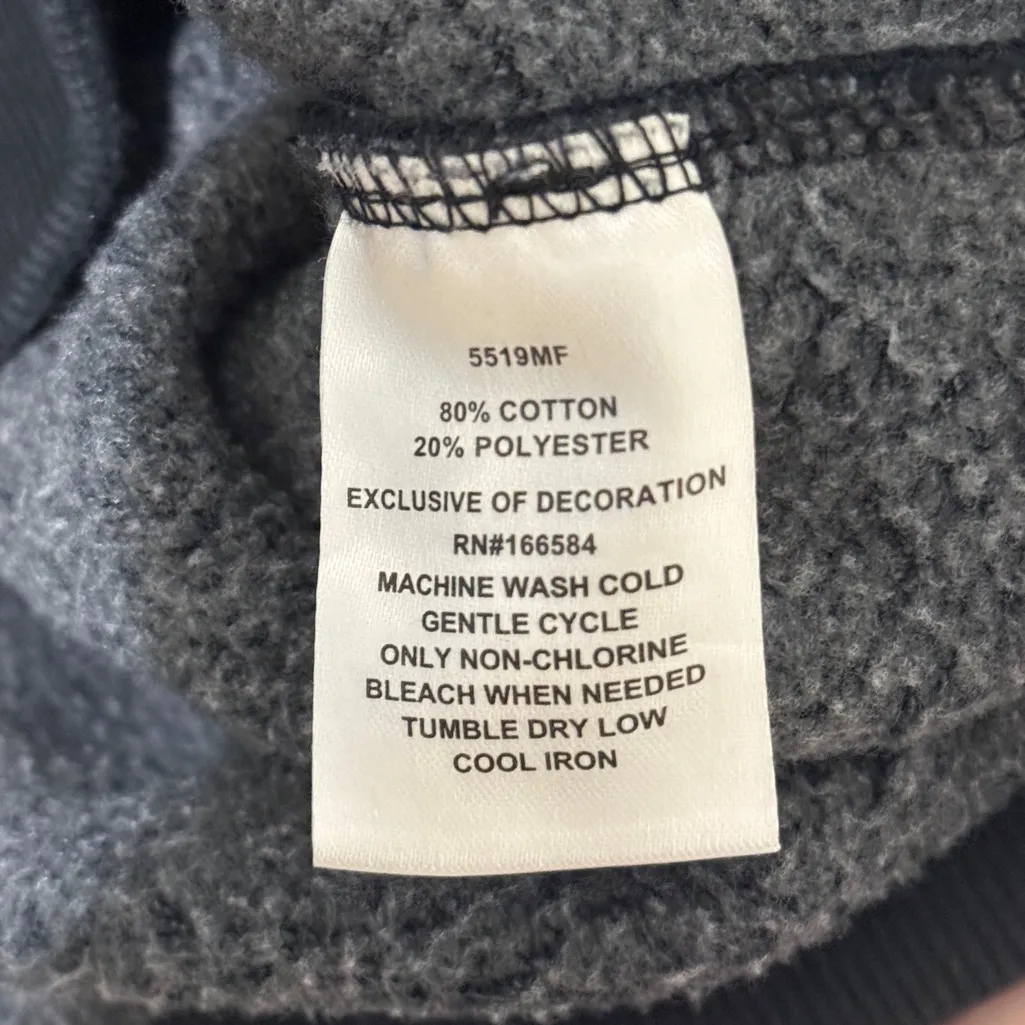 5519MF
80% COTTON
20% POLYESTER
EXCLUSIVE OF DECORATION
RN#166584
MACHINE WASH COLD
GENTLE CYCLE
ONLY NON-CHLORINE
BLEACH WHEN NEEDED
TUMBLE DRY LOW
COOL IRON